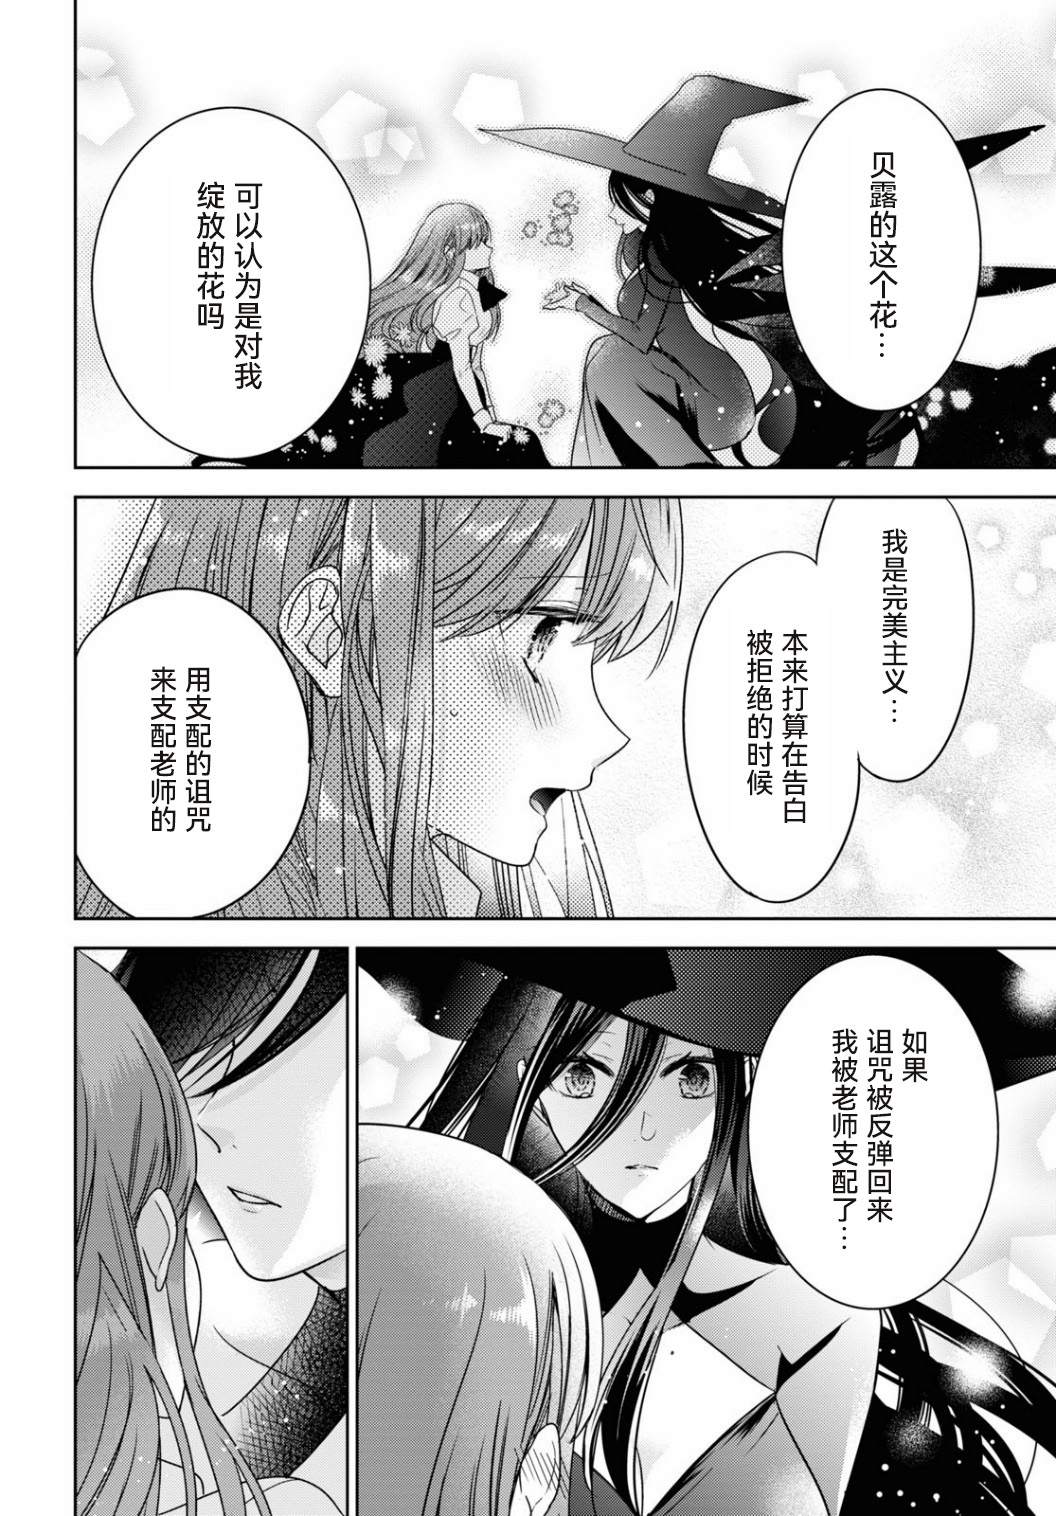 贝露的这个花…
可以认为是对我
绽放的花吗
我是完美主义…
本来打算在告白
被拒绝的时候
用支配的诅咒
来支配老师的
如果
诅咒被反弹回来
我被老师支配了…